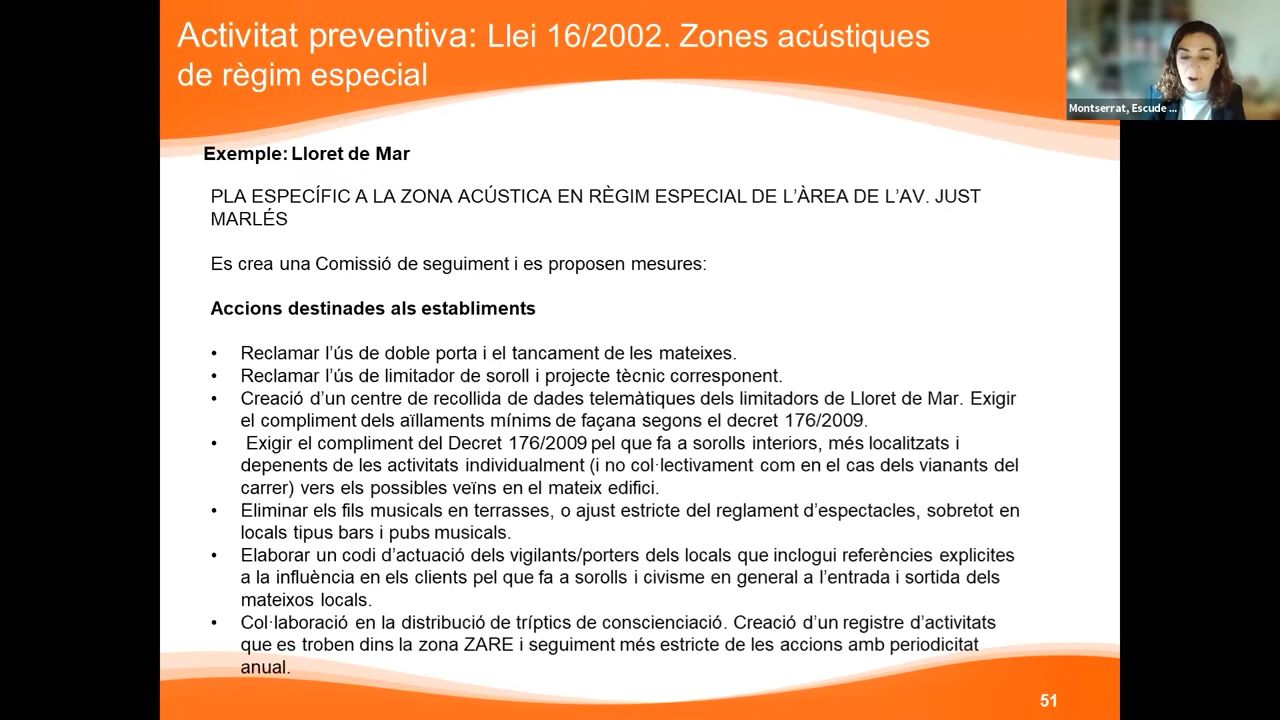 Activitat preventiva: Llei 16/2002. Zones acústiques
de règim especial
Montserrat, Escude ...
Exemple: Lloret de Mar
PLA ESPECÍFIC A LA ZONA ACÚSTICA EN RÈGIM ESPECIAL DE L’ÀREA DE L’AV. JUST
MARLÉS
Es crea una Comissió de seguiment i es proposen mesures:
Accions destinades als establiments
• Reclamar l’ús de doble porta i el tancament de les mateixes.
• Reclamar l’ús de limitador de soroll i projecte tècnic corresponent.
• Creació d’un centre de recollida de dades telemàtiques dels limitadors de Lloret de Mar. Exigir
el compliment dels aïllaments mínims de façana segons el decret 176/2009.
• Exigir el compliment del Decret 176/2009 pel que fa a sorolls interiors, més localitzats i
depenents de les activitats individualment (i no col·lectivament com en el cas dels vianants del
carrer) vers els possibles veïns en el mateix edifici.
• Eliminar els fils musicals en terrasses, o ajust estricte del reglament d’espectacles, sobretot en
locals tipus bars i pubs musicals.
• Elaborar un codi d’actuació dels vigilants/porters dels locals que inclogui referències explicites
a la influència en els clients pel que fa a sorolls i civisme en general a l’entrada i sortida dels
mateixos locals.
• Col·laboració en la distribució de tríptics de conscienciació. Creació d’un registre d’activitats
que es troben dins la zona ZARE i seguiment més estricte de les accions amb periodicitat
anual.
51